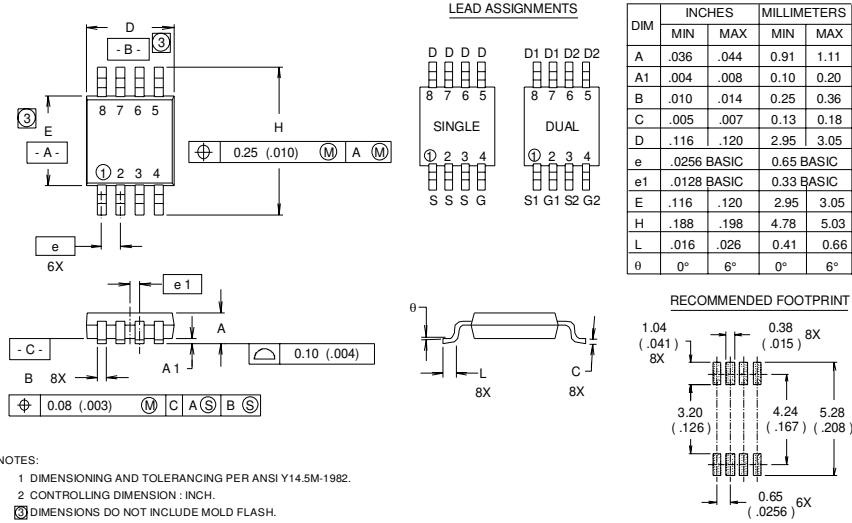 LEAD ASSIGNMENTS
D
- B -
3
8 7 6 5
3
E
- A -
H
0.25 (.010) M A M
1 2 3 4
e
6X
D D D D
8 7 6 5
SINGLE
1 2 3 4
S S S G
D1 D1 D2 D2
8 7 6 5
DUAL
1 2 3 4
S1 G1 S2 G2
DIM INCHES MILLIMETERS
MIN MAX MIN MAX
A .036 .044 0.91 1.11
A1 .004 .008 0.10 0.20
B .010 .014 0.25 0.36
C .005 .007 0.13 0.18
D .116 .120 2.95 3.05
e .0256 BASIC 0.65 BASIC
e1 .0128 BASIC 0.33 BASIC
E .116 .120 2.95 3.05
H .188 .198 4.78 5.03
L .016 .026 0.41 0.66
θ 0° 6° 0° 6°
e 1
A
- C -
A 1
0.10 (.004)
B 8X
0.08 (.003) M C A S B S
θ
L
8X
C
8X
RECOMMENDED FOOTPRINT
1.04
( .041 )
8X
0.38
( .015 ) 8X
3.20
( .126 )
4.24
( .167 )
5.28
( .208 )
0.65
( .0256 ) 6X
NOTES:
1 DIMENSIONING AND TOLERANCING PER ANSI Y14.5M-1982.
2 CONTROLLING DIMENSION : INCH.
3 DIMENSIONS DO NOT INCLUDE MOLD FLASH.